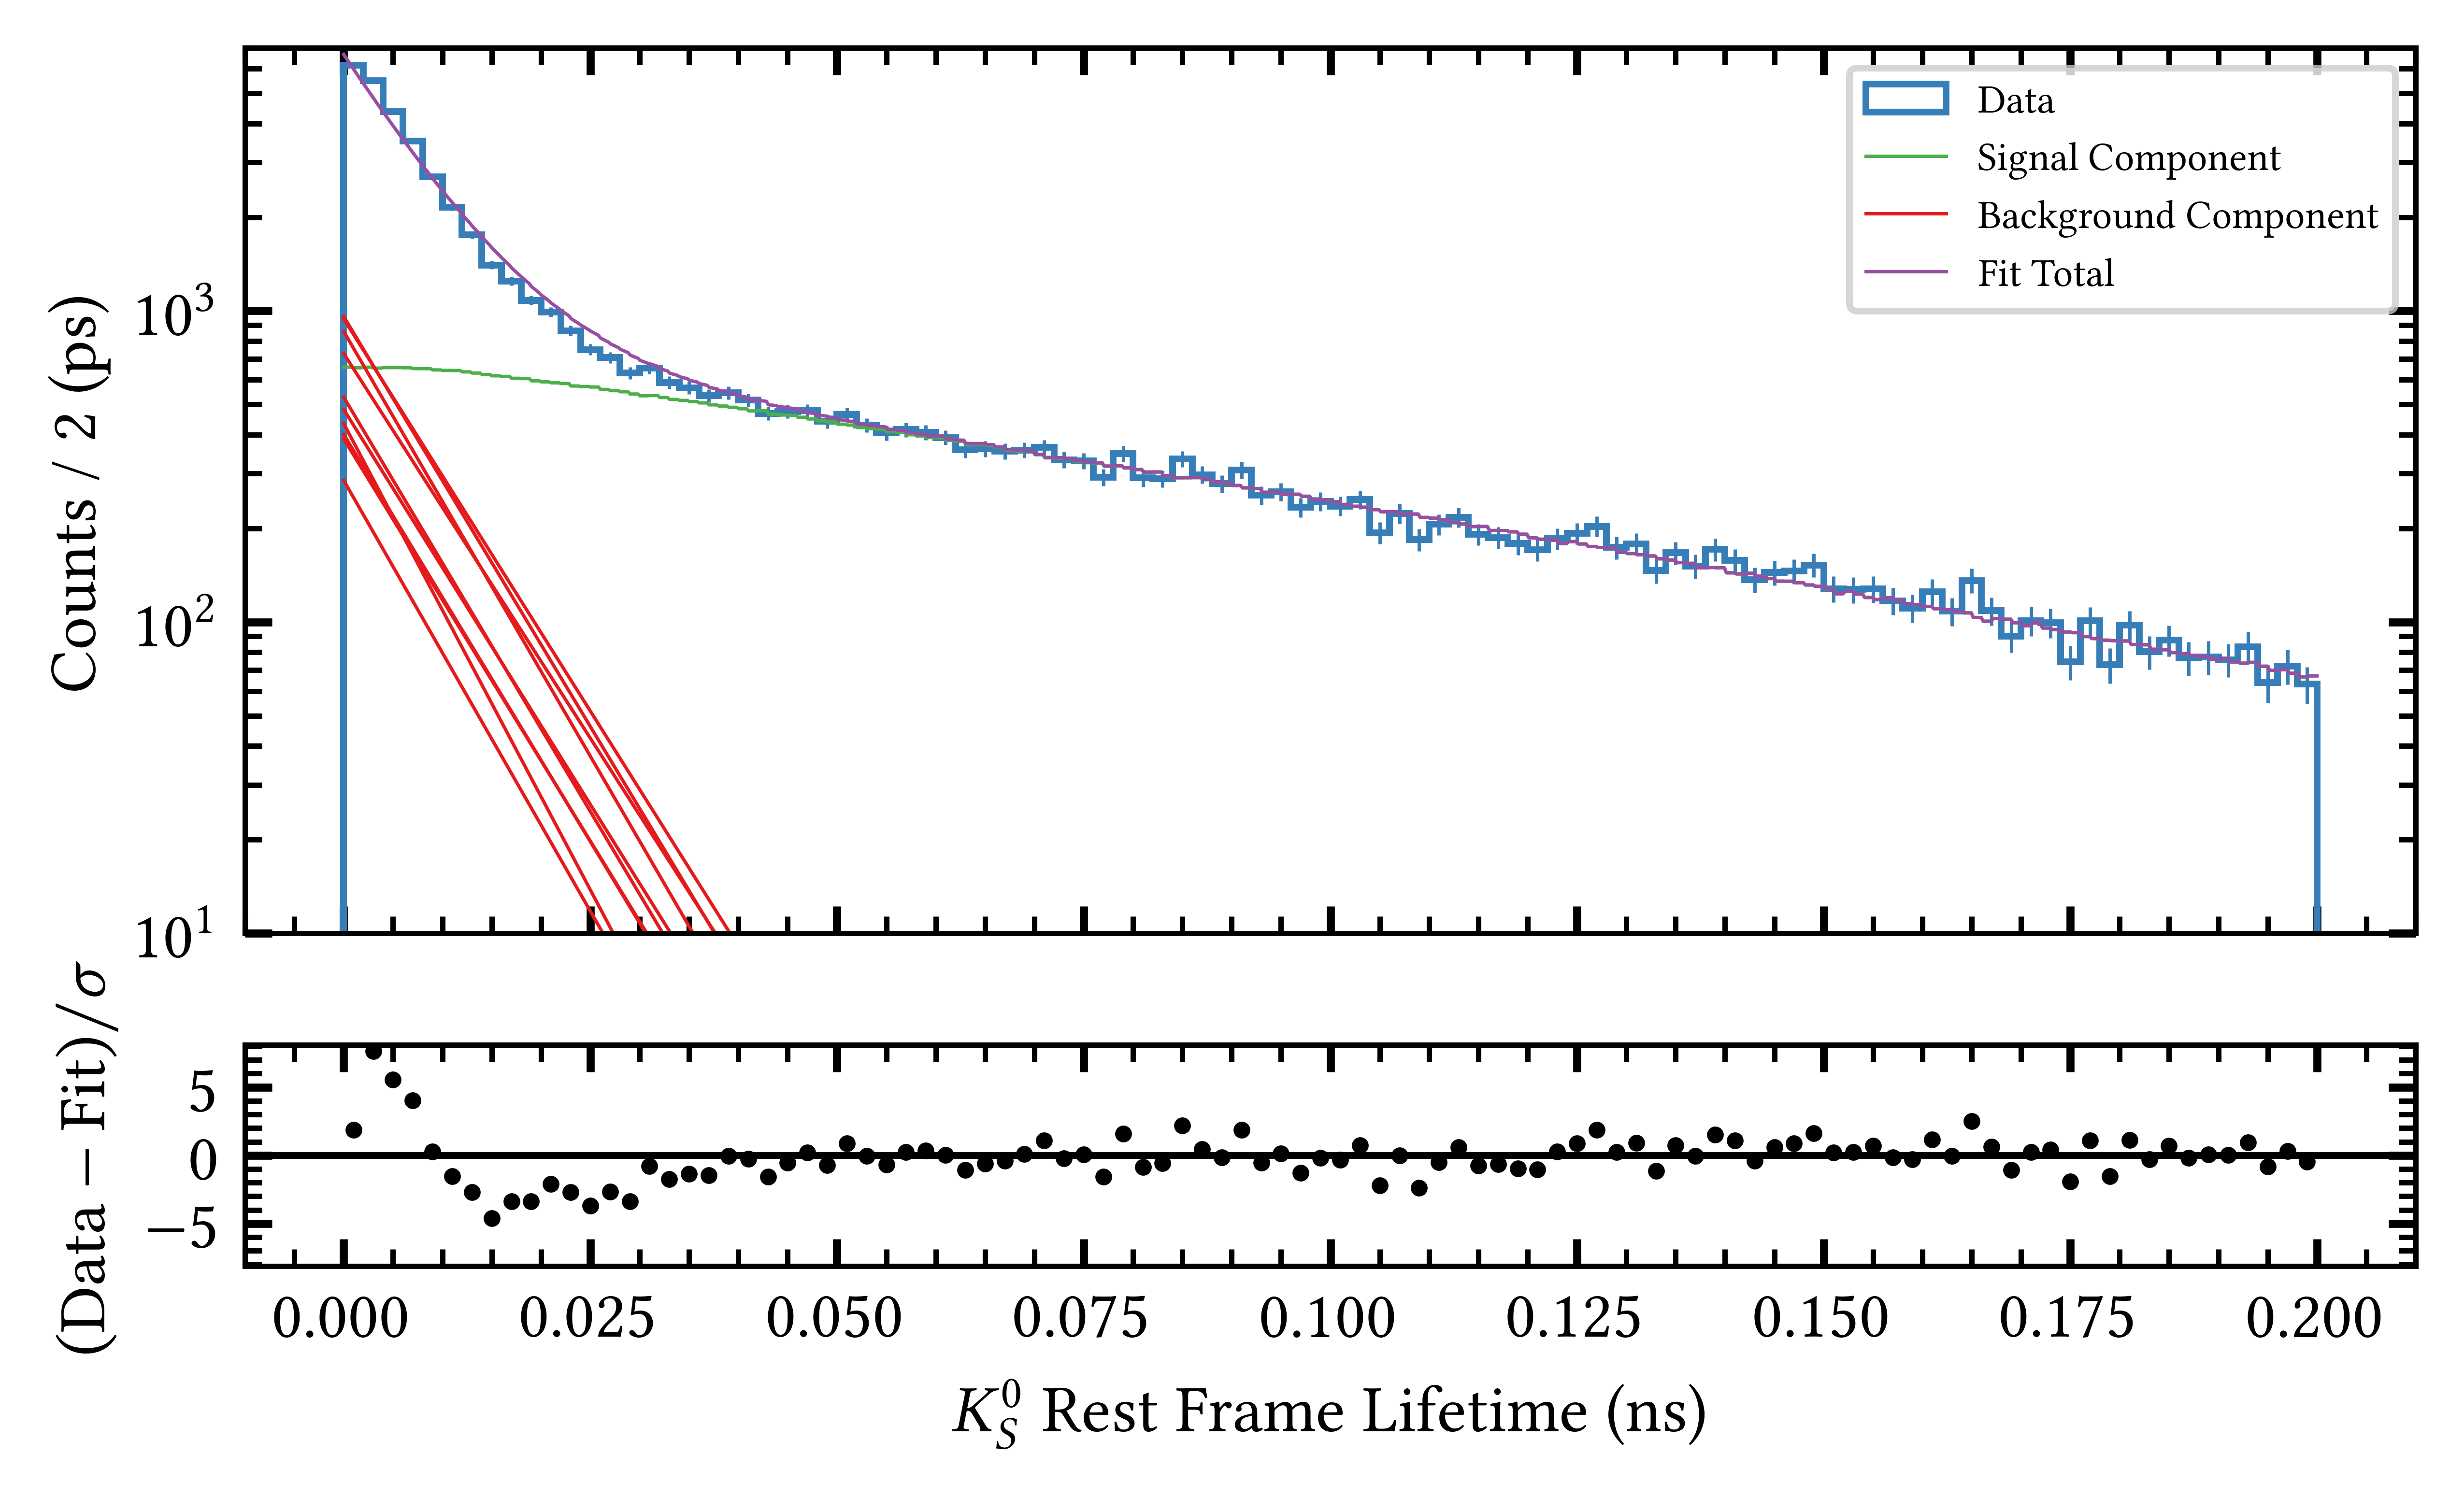 Counts / 2 (ps)
10³
10²
10¹
Data
Signal Component
Background Component
Fit Total
(Data − Fit)/σ
5
0
−5
0.000 0.025 0.050 0.075 0.100 0.125 0.150 0.175 0.200
K_S^0 Rest Frame Lifetime (ns)